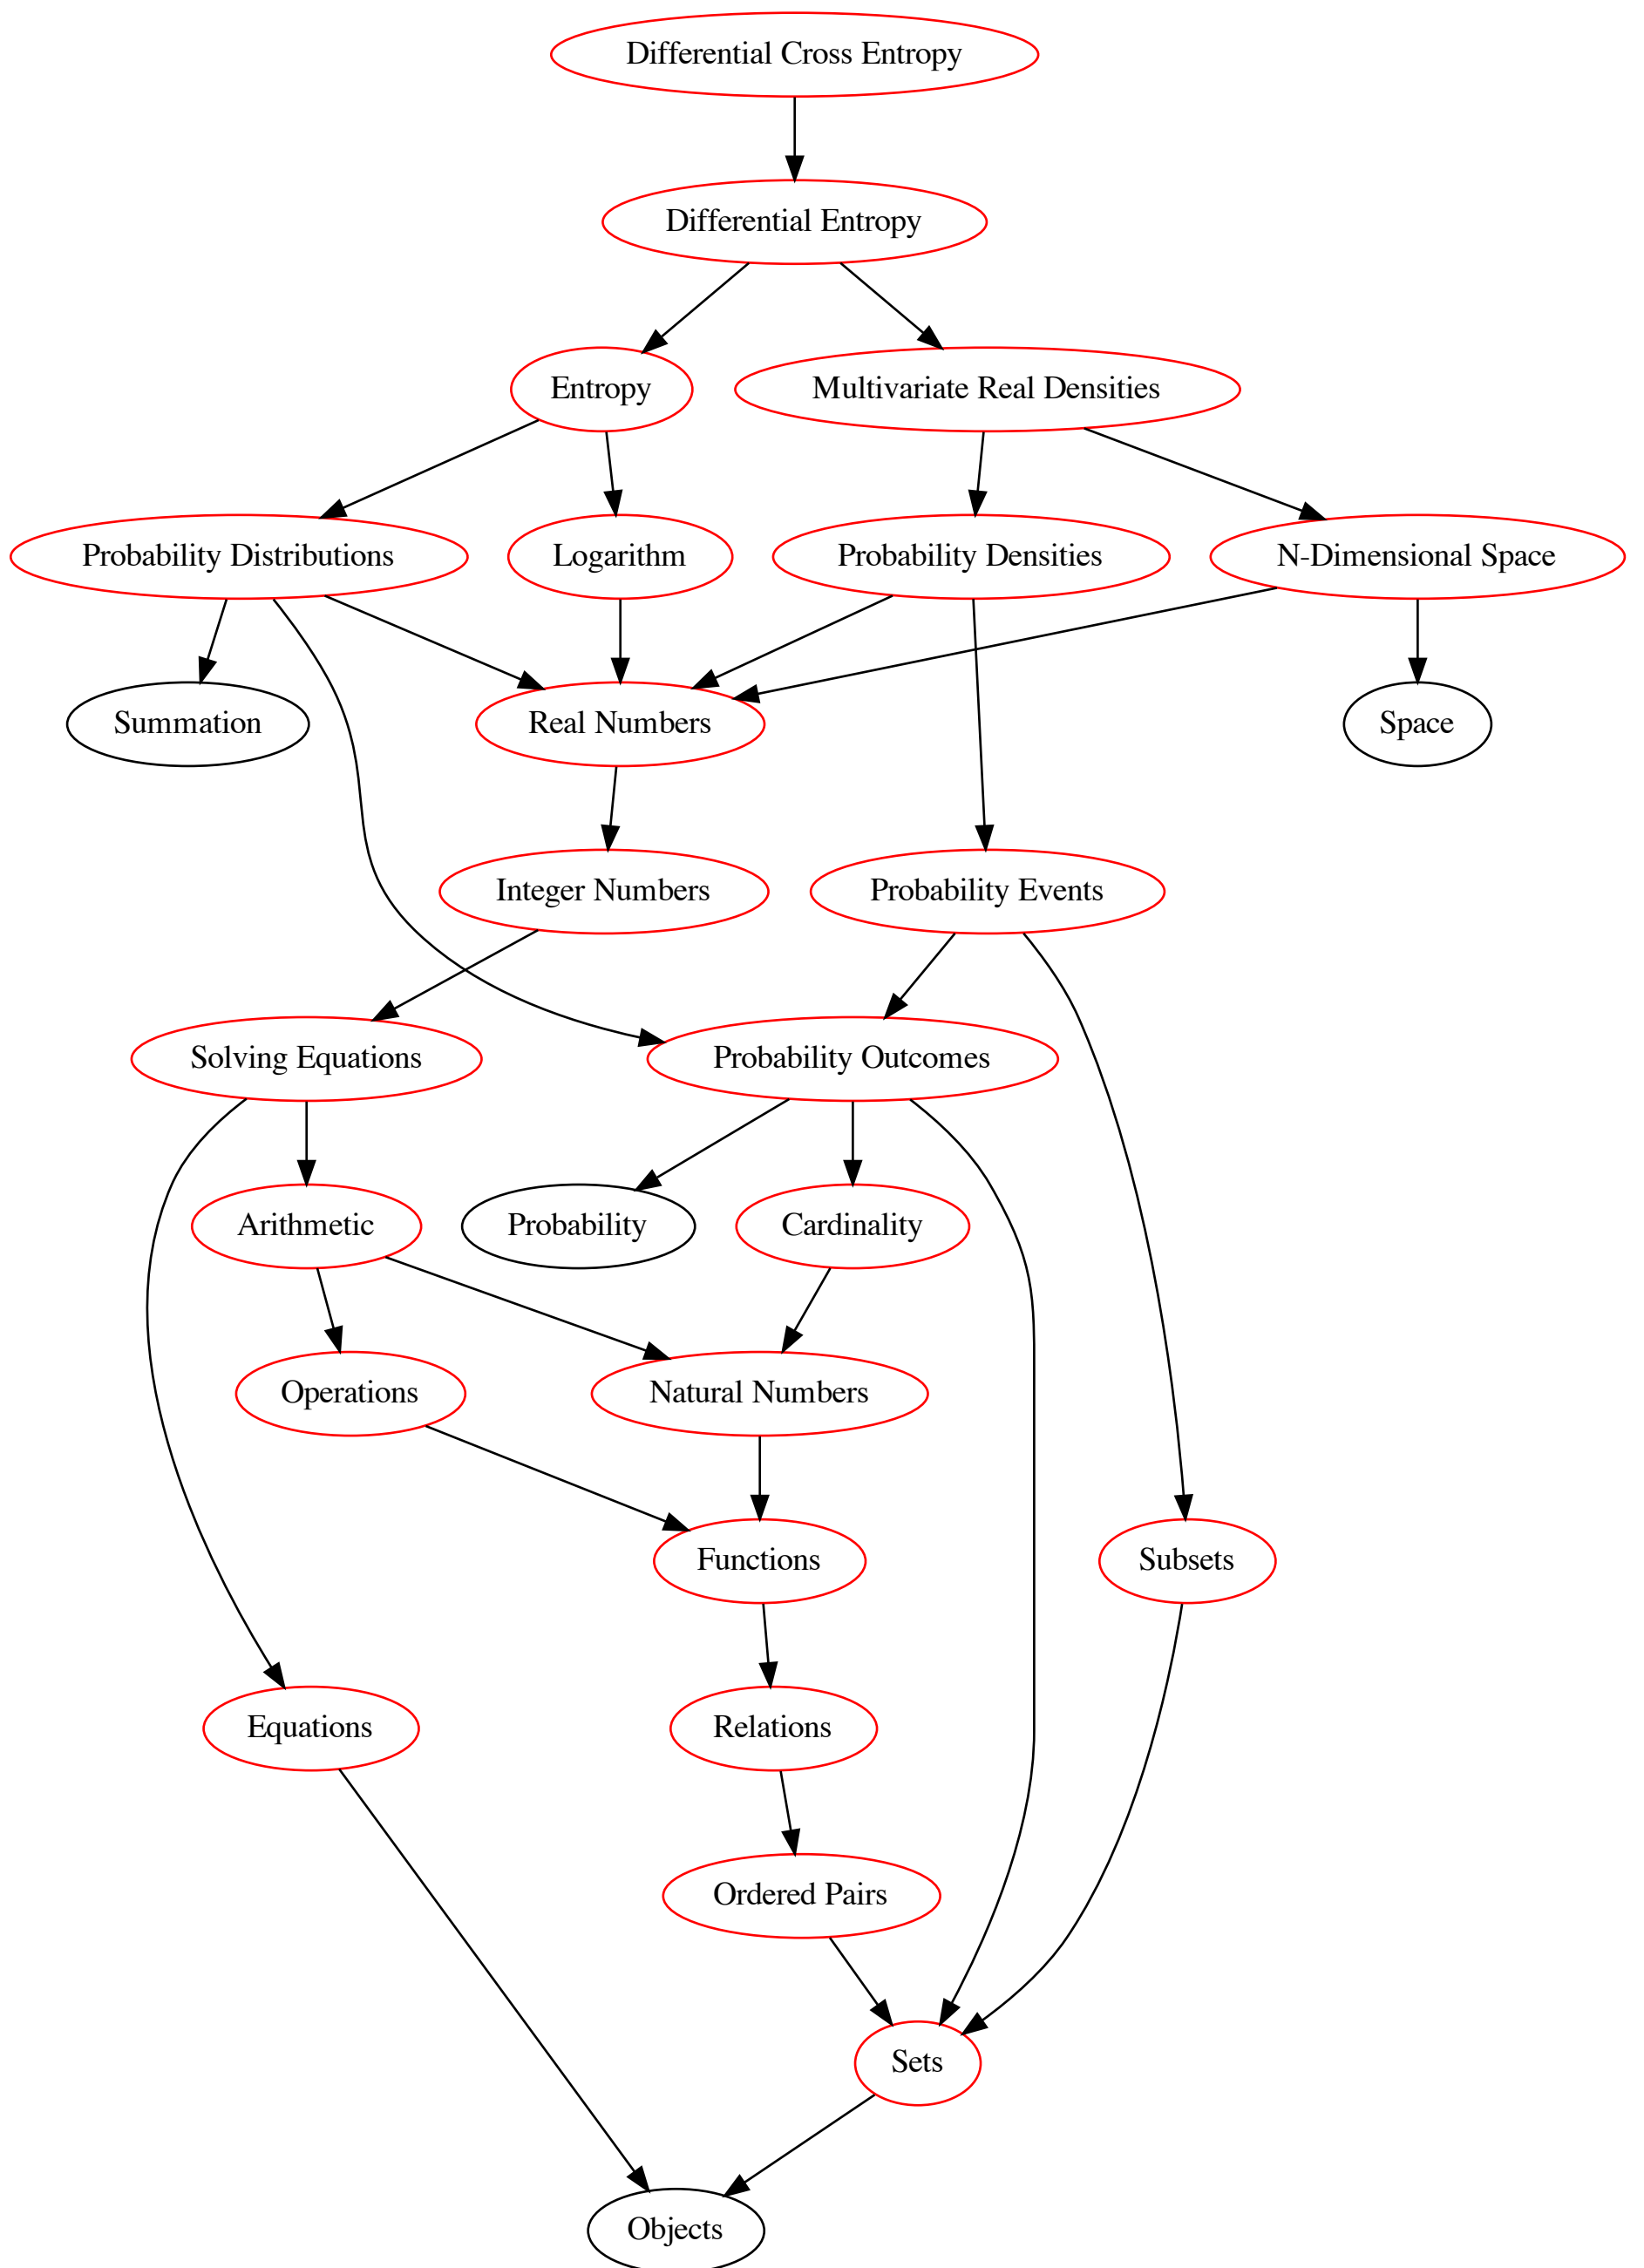 Differential Cross Entropy
Differential Entropy
Entropy
Multivariate Real Densities
Probability Distributions
Logarithm
Probability Densities
N-Dimensional Space
Summation
Real Numbers
Space
Integer Numbers
Probability Events
Solving Equations
Probability Outcomes
Arithmetic
Probability
Cardinality
Operations
Natural Numbers
Functions
Subsets
Equations
Relations
Ordered Pairs
Sets
Objects